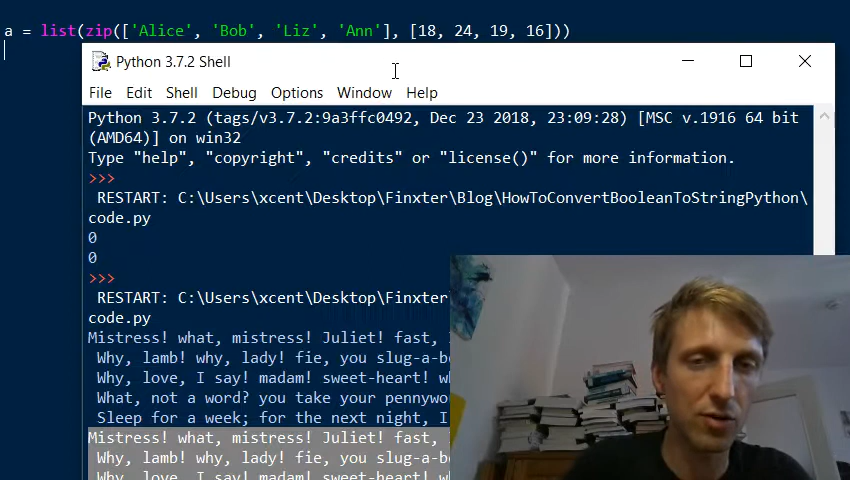 a = list(zip(['Alice', 'Bob', 'Liz', 'Ann'], [18, 24, 19, 16]))
Python 3.7.2 Shell
File Edit Shell Debug Options Window Help
Python 3.7.2 (tags/v3.7.2:9a3ffc0492, Dec 23 2018, 23:09:28) [MSC v.1916 64 bit
(AMD64)] on win32
Type "help", "copyright", "credits" or "license()" for more information.
>>>
RESTART: C:\Users\xcent\Desktop\Finxter\Blog\HowToConvertBooleanToStringPython\
code.py
0
0
>>>
RESTART: C:\Users\xcent\Desktop\Finxter
code.py
Mistress! what, mistress! Juliet! fast,
Why, lamb! why, lady! fie, you slug-a-b
Why, love, I say! madam! sweet-heart! w
What, not a word? you take your pennywo
Sleep for a week; for the next night, I
Mistress! what, mistress! Juliet! fast,
Why, lamb! why, lady! fie, you slug-a-b
Why, love, I say! madam! sweet-heart! w